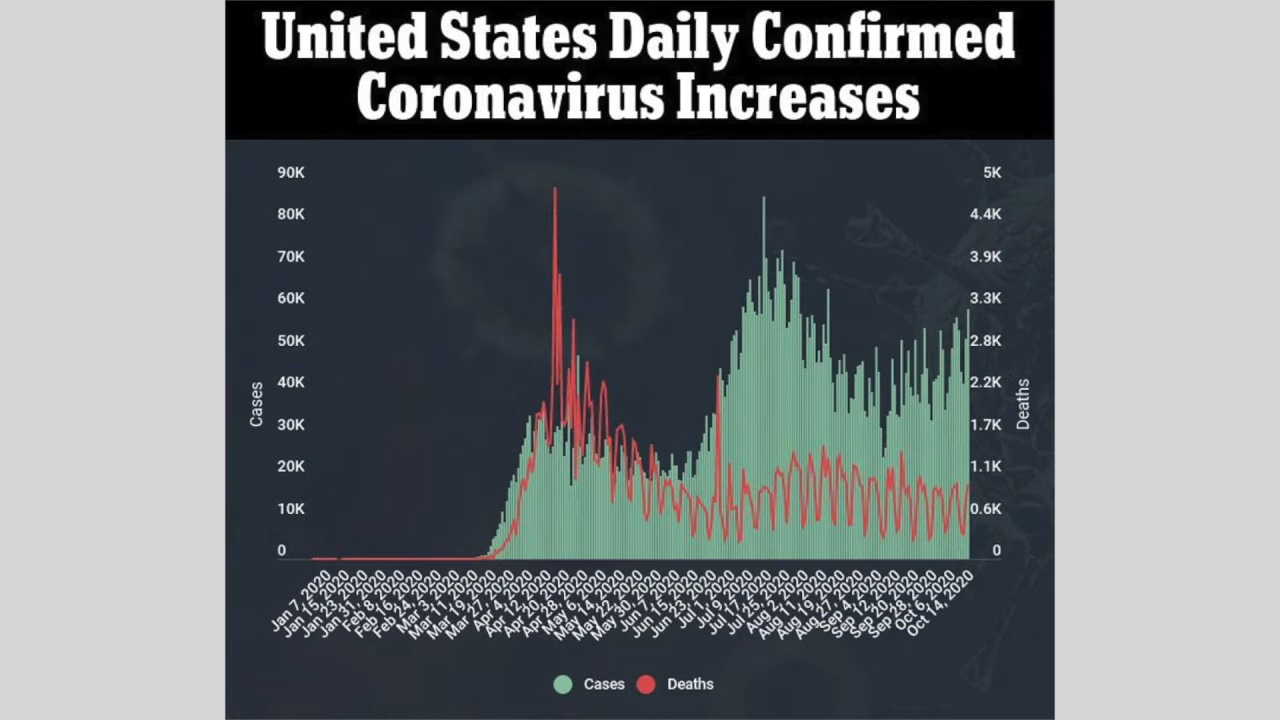 United States Daily Confirmed
Coronavirus Increases
90K
80K
70K
60K
50K
40K
30K
20K
10K
0
Cases
5K
4.4K
3.9K
3.3K
2.8K
2.2K
1.7K
1.1K
0.6K
0
Deaths
Jan 7, 2020
Jan 15, 2020
Jan 23, 2020
Jan 31, 2020
Feb 8, 2020
Feb 16, 2020
Feb 24, 2020
Mar 3, 2020
Mar 11, 2020
Mar 19, 2020
Mar 27, 2020
Apr 4, 2020
Apr 12, 2020
Apr 20, 2020
Apr 28, 2020
May 6, 2020
May 14, 2020
May 22, 2020
May 30, 2020
Jun 7, 2020
Jun 15, 2020
Jun 23, 2020
Jul 1, 2020
Jul 9, 2020
Jul 17, 2020
Jul 25, 2020
Aug 2, 2020
Aug 11, 2020
Aug 19, 2020
Aug 27, 2020
Sep 4, 2020
Sep 12, 2020
Sep 20, 2020
Sep 28, 2020
Oct 6, 2020
Oct 14, 2020
Cases Deaths